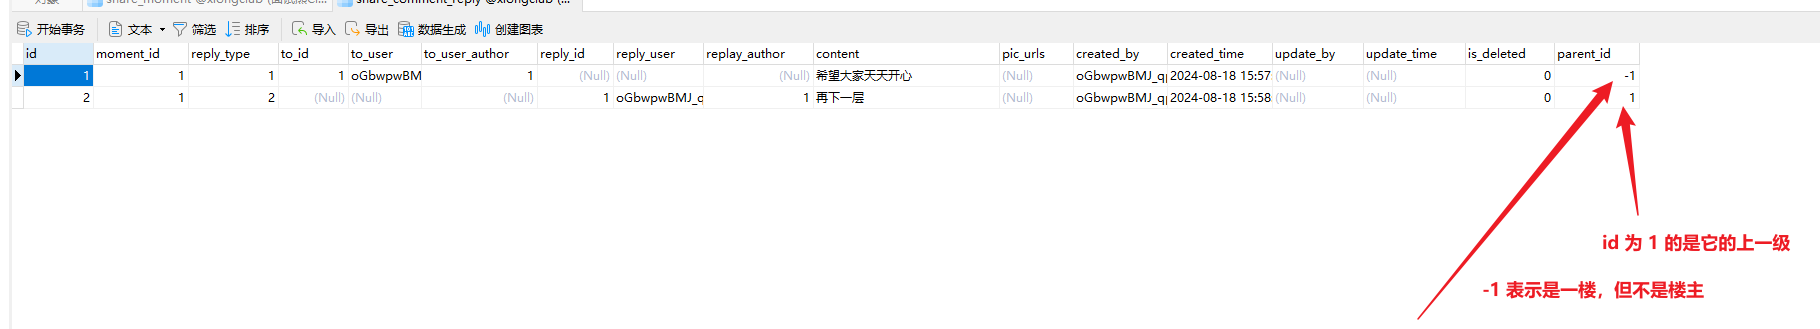 开始事务 文本 筛选 排序 导入 导出 数据生成 创建图表
id moment_id reply_type to_id to_user to_user_author reply_id reply_user replay_author content pic_urls created_by created_time update_by update_time is_deleted parent_id
1 1 1 1 oGbwpwBM 1 (Null) (Null) (Null) 希望大家天天开心 (Null) oGbwpwBMJ_q 2024-08-18 15:57 (Null) (Null) 0 -1
2 1 2 (Null) (Null) (Null) 1 oGbwpwBMJ_q 1 再下一层 (Null) oGbwpwBMJ_q 2024-08-18 15:58 (Null) (Null) 0 1
id 为 1 的是它的上一级
-1 表示是一楼，但不是楼主